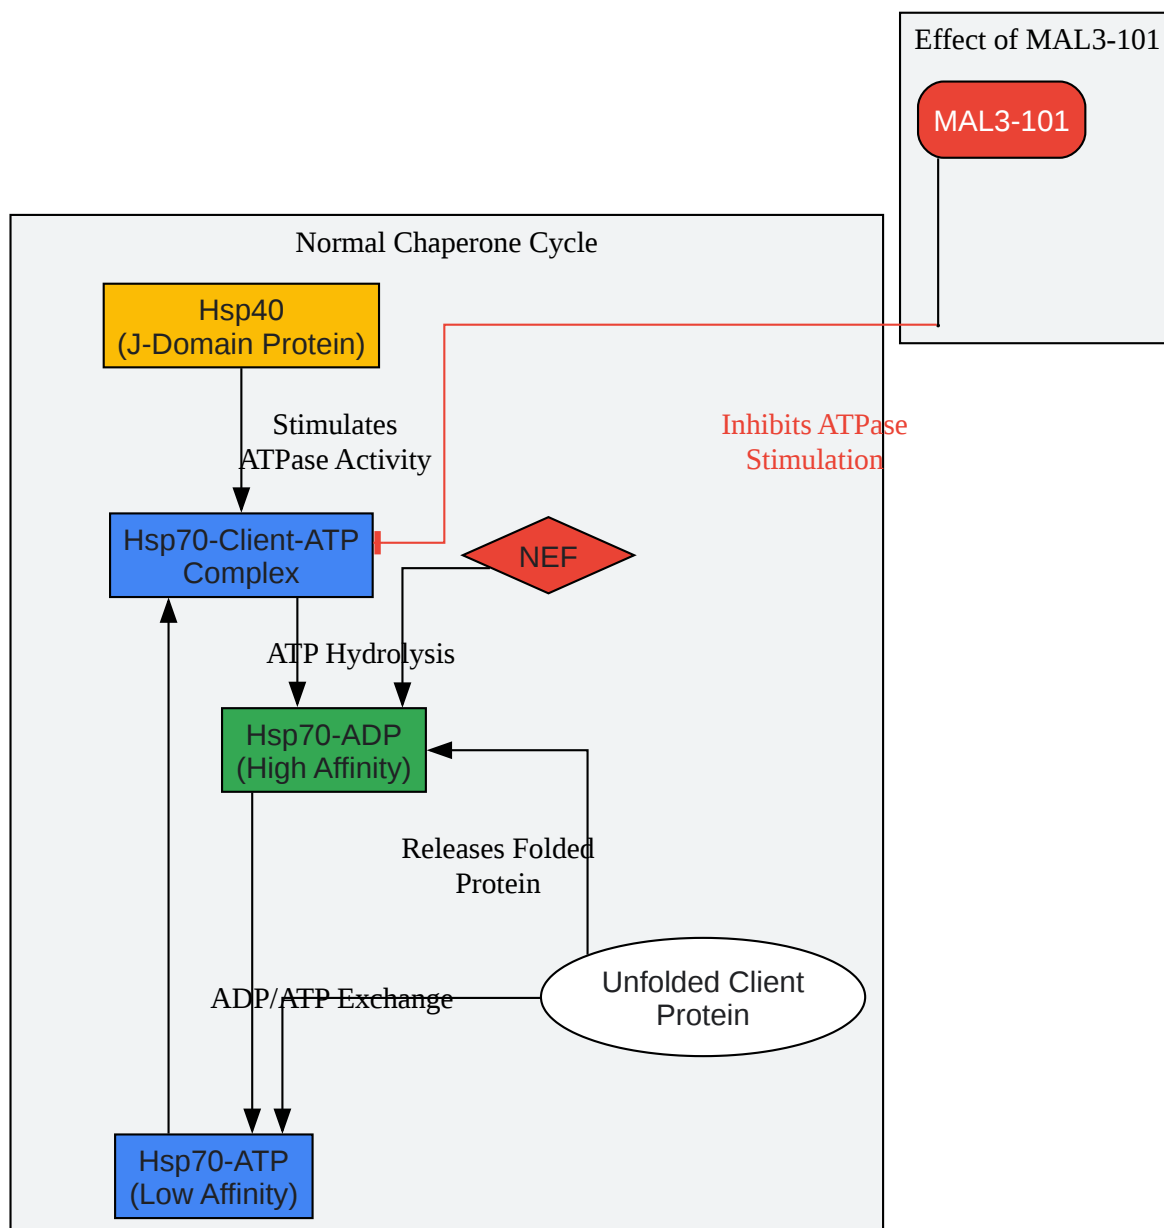 Effect of MAL3-101
MAL3-101
Normal Chaperone Cycle
Hsp40
(J-Domain Protein)
Stimulates
ATPase Activity
Inhibits ATPase
Stimulation
Hsp70-Client-ATP
Complex
NEF
ATP Hydrolysis
Hsp70-ADP
(High Affinity)
Releases Folded
Protein
Unfolded Client
Protein
ADP/ATP Exchange
Hsp70-ATP
(Low Affinity)